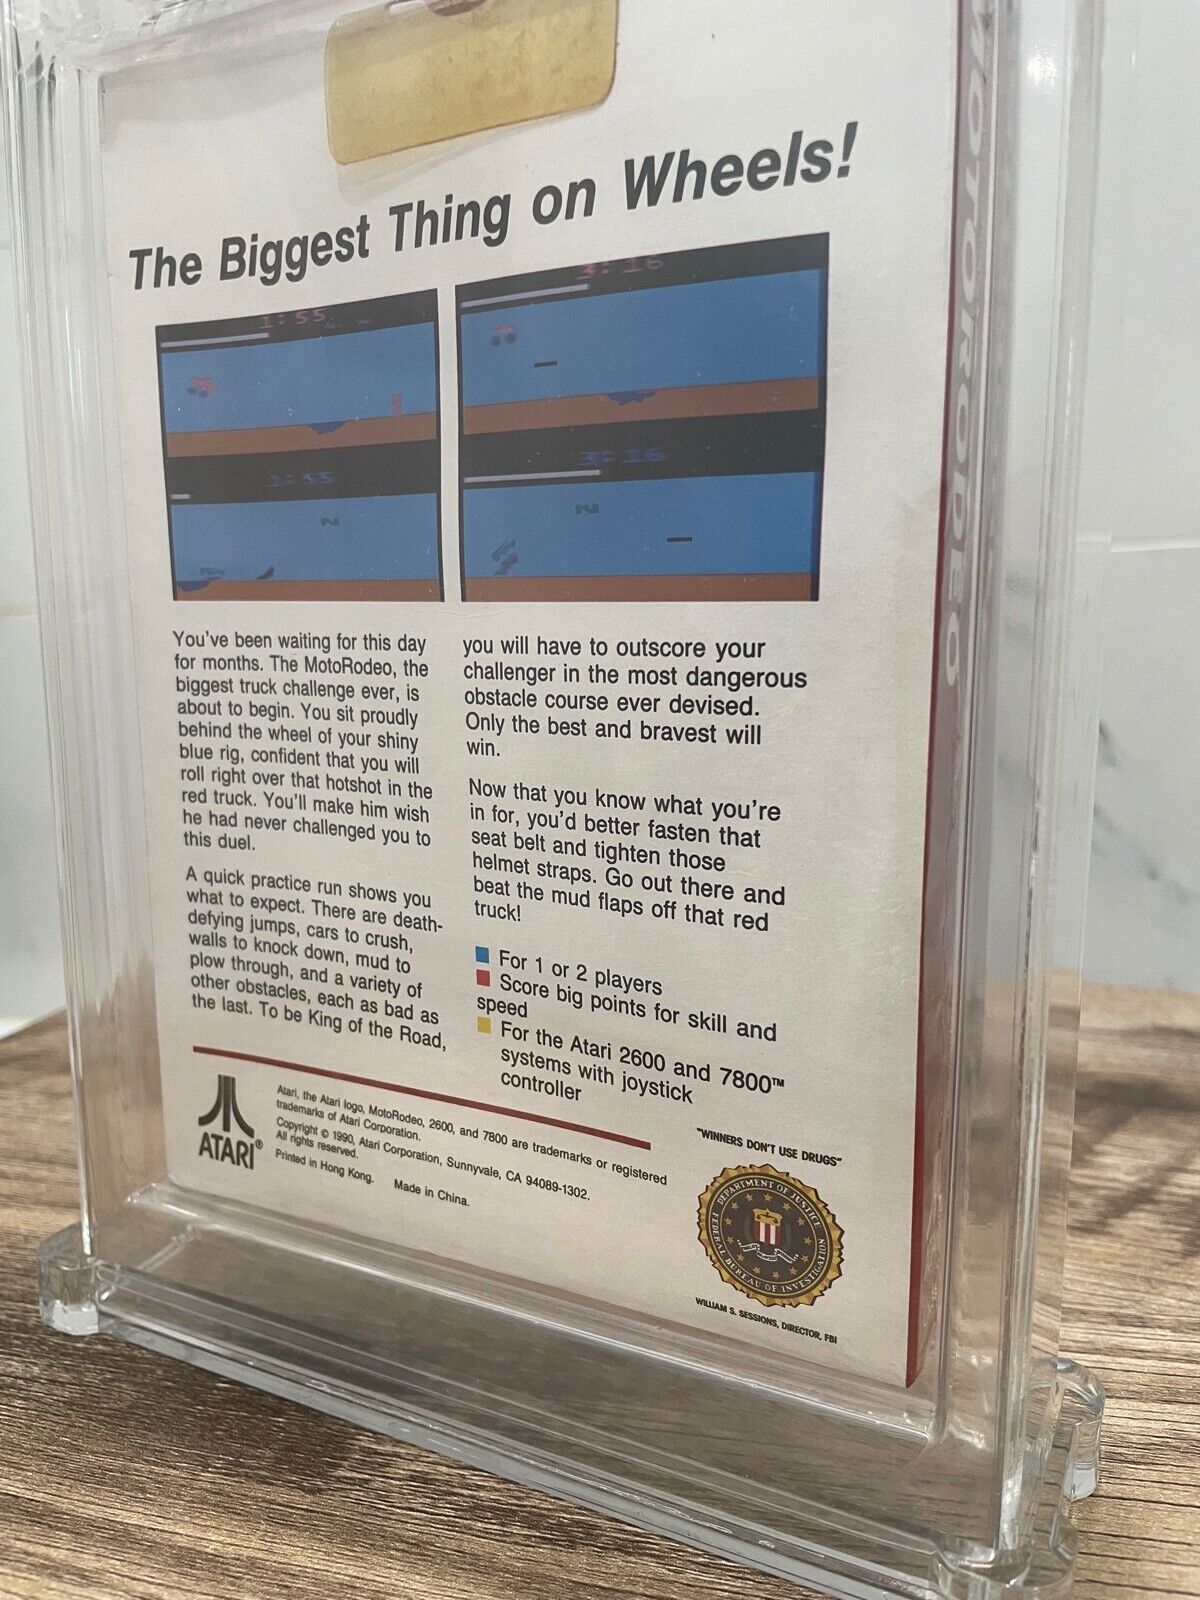 The Biggest Thing on Wheels!
1:55
1:55
3:16
3:16
You've been waiting for this day
for months. The MotoRodeo, the
biggest truck challenge ever, is
about to begin. You sit proudly
behind the wheel of your shiny
blue rig, confident that you will
roll right over that hotshot in the
red truck. You'll make him wish
he had never challenged you to
this duel.
A quick practice run shows you
what to expect. There are death-
defying jumps, cars to crush,
walls to knock down, mud to
plow through, and a variety of
other obstacles, each as bad as
the last. To be King of the Road,
you will have to outscore your
challenger in the most dangerous
obstacle course ever devised.
Only the best and bravest will
win.
Now that you know what you're
in for, you'd better fasten that
seat belt and tighten those
helmet straps. Go out there and
beat the mud flaps off that red
truck!
For 1 or 2 players
Score big points for skill and
speed
For the Atari 2600 and 7800™
systems with joystick
controller
ATARI®
Atari, the Atari logo, MotoRodeo, 2600, and 7800 are trademarks or registered
trademarks of Atari Corporation.
Copyright © 1990, Atari Corporation, Sunnyvale, CA 94089-1302.
All rights reserved.
Printed in Hong Kong. Made in China.
"WINNERS DON'T USE DRUGS"
DEPARTMENT OF JUSTICE
FEDERAL BUREAU OF INVESTIGATION
WILLIAM S. SESSIONS, DIRECTOR, FBI
MOTORODEO